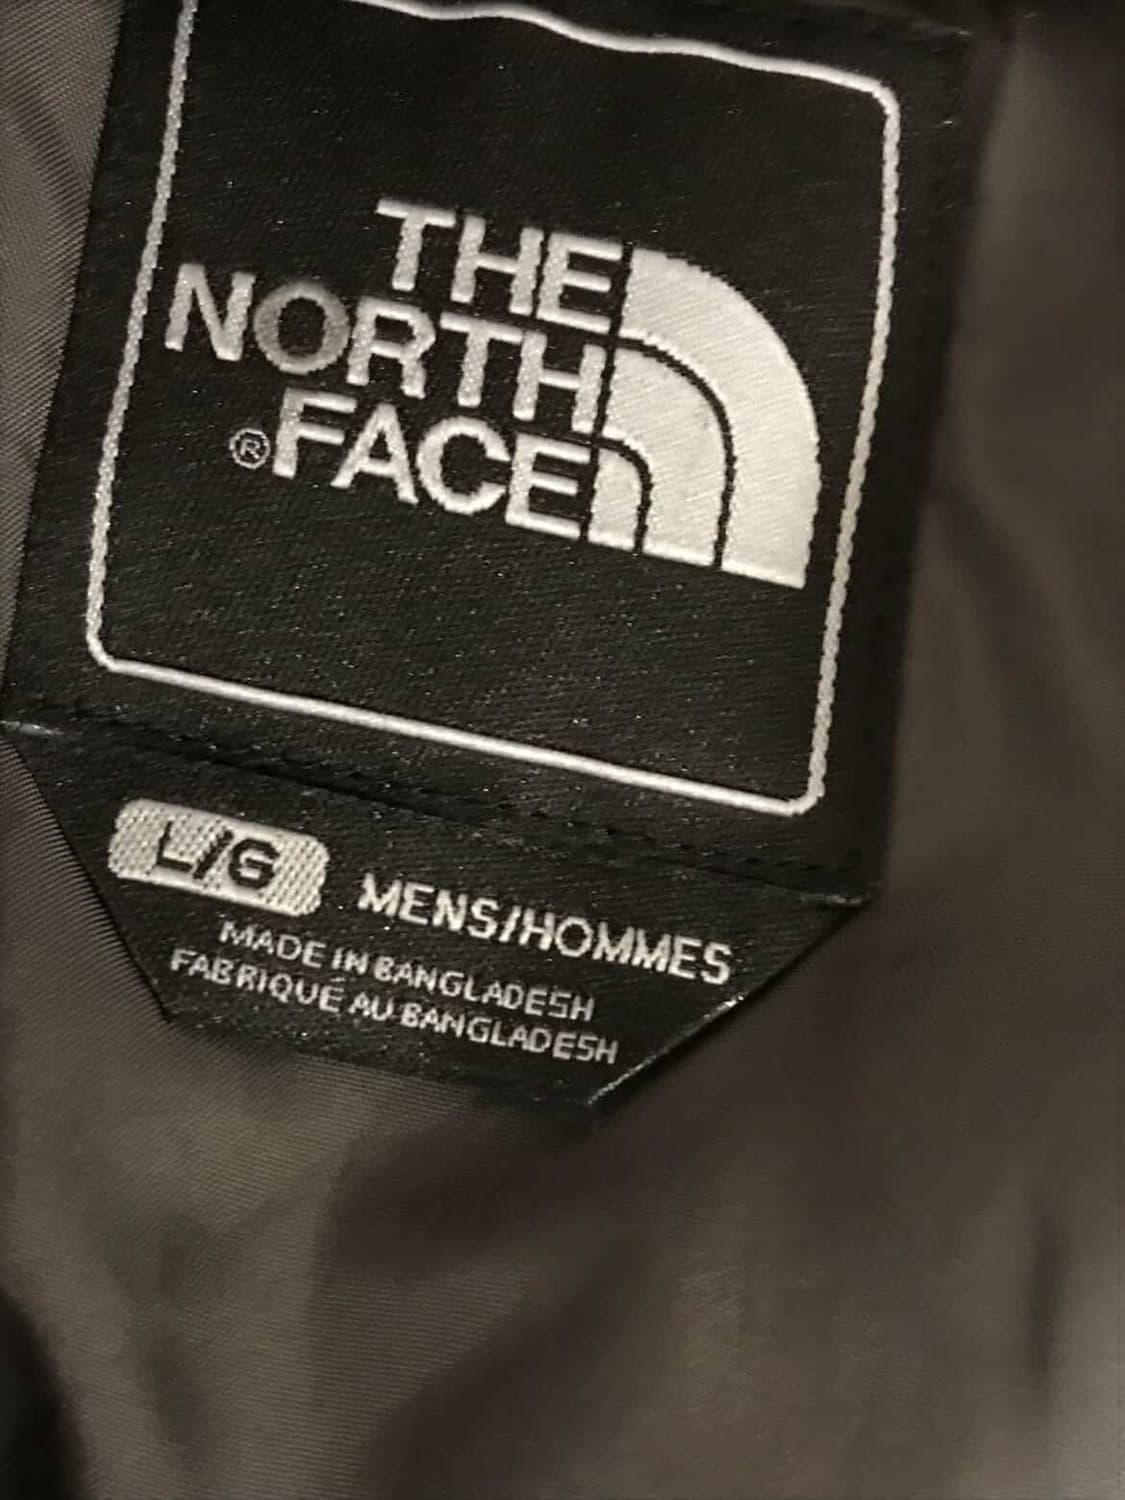 THE
NORTH
®FACE
L/G MENS/HOMMES
MADE IN BANGLADESH
FABRIQUÉ AU BANGLADESH